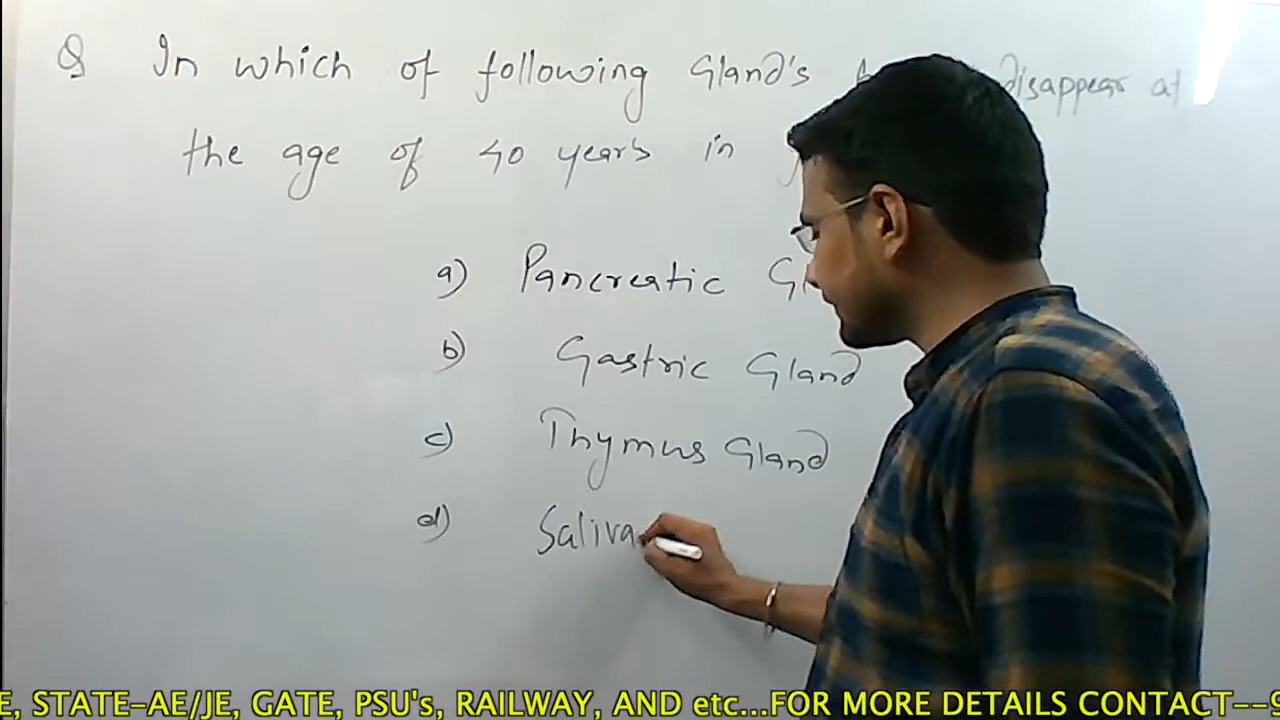 Q In which of following Gland's disappear at
the age of 40 years in
a) Pancreatic
b) Gastric Gland
c) Thymus Gland
d) Saliva
E, STATE-AE/JE, GATE, PSU's, RAILWAY, AND etc...FOR MORE DETAILS CONTACT--9